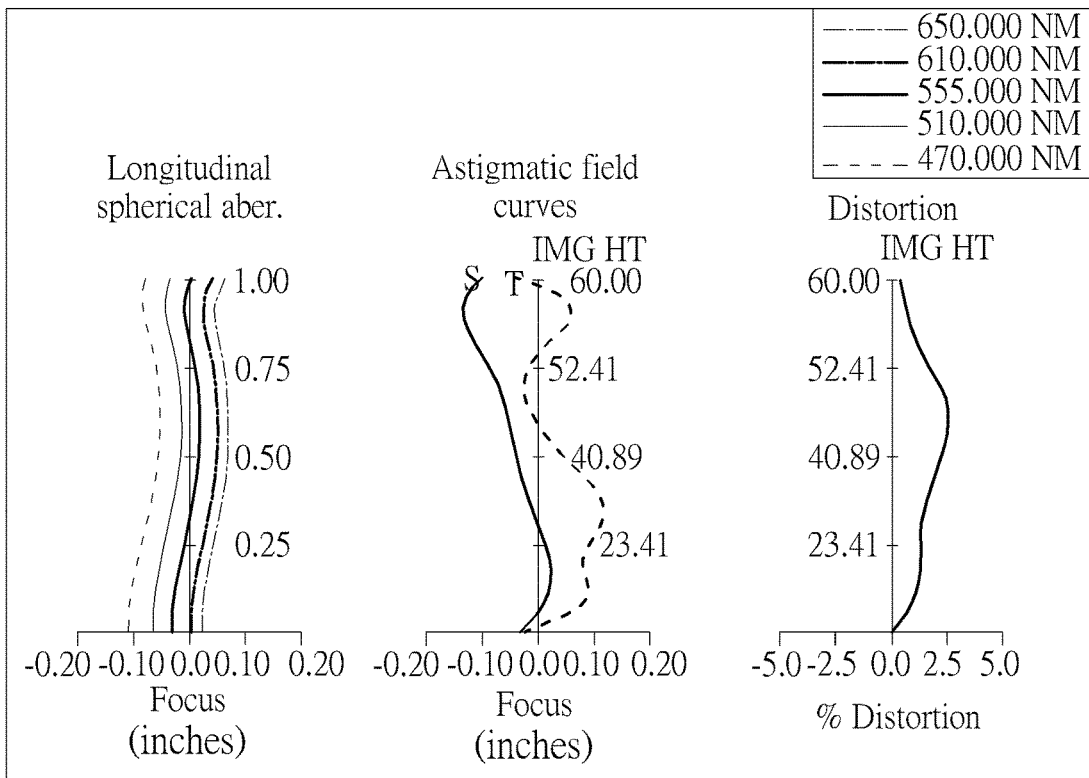 650.000 NM
610.000 NM
555.000 NM
510.000 NM
470.000 NM
Longitudinal
spherical aber.
1.00
0.75
0.50
0.25
-0.20 -0.10 0.00 0.10 0.20
Focus
(inches)
Astigmatic field
curves
IMG HT
S T 60.00
52.41
40.89
23.41
-0.20 -0.10 0.00 0.10 0.20
Focus
(inches)
Distortion
IMG HT
60.00
52.41
40.89
23.41
-5.0 -2.5 0.0 2.5 5.0
% Distortion